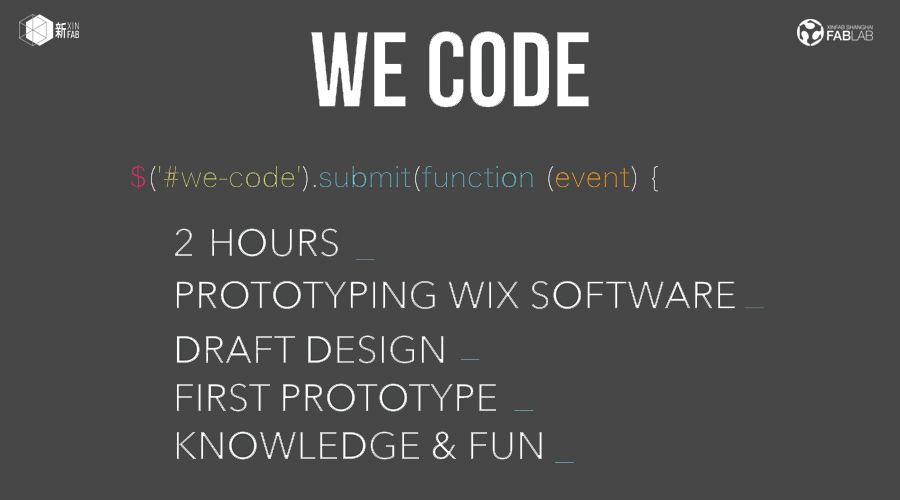 新 XIN
FAB
XINFAB SHANGHAI
FABLAB
WE CODE
$('#we-code').submit(function (event) {
2 HOURS _
PROTOTYPING WIX SOFTWARE _
DRAFT DESIGN _
FIRST PROTOTYPE _
KNOWLEDGE & FUN _